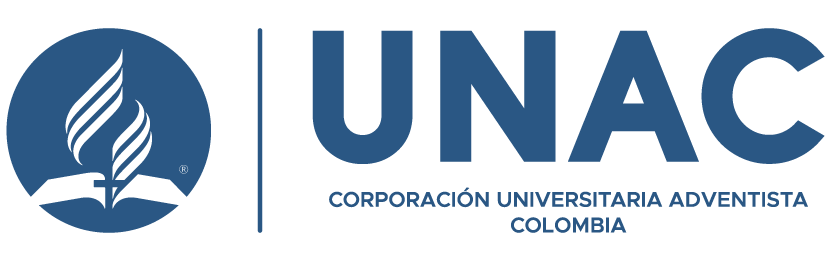 UNAC
CORPORACIÓN UNIVERSITARIA ADVENTISTA
COLOMBIA
®